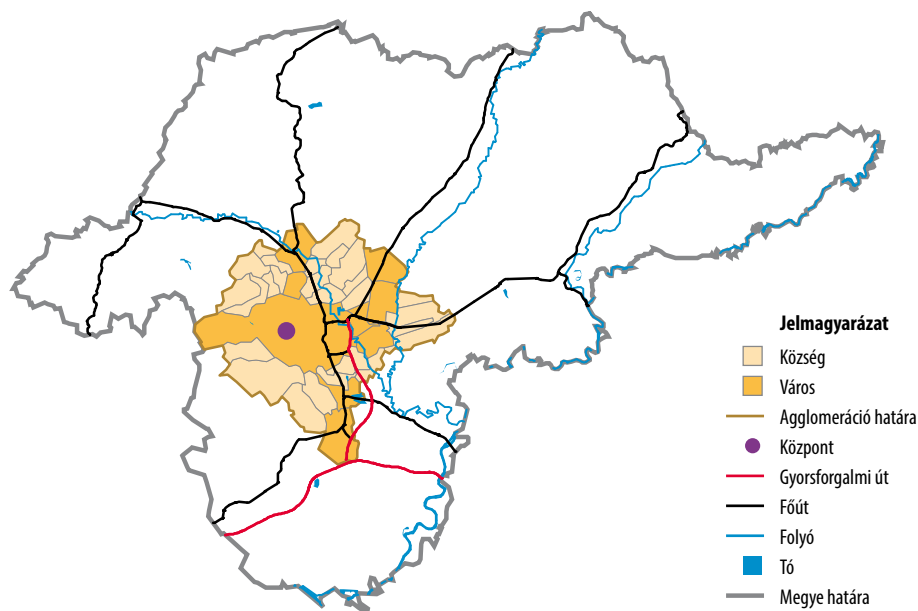 Jelmagyarázat
Község
Város
Agglomeráció határa
Központ
Gyorsforgalmi út
Főút
Folyó
Tó
Megye határa